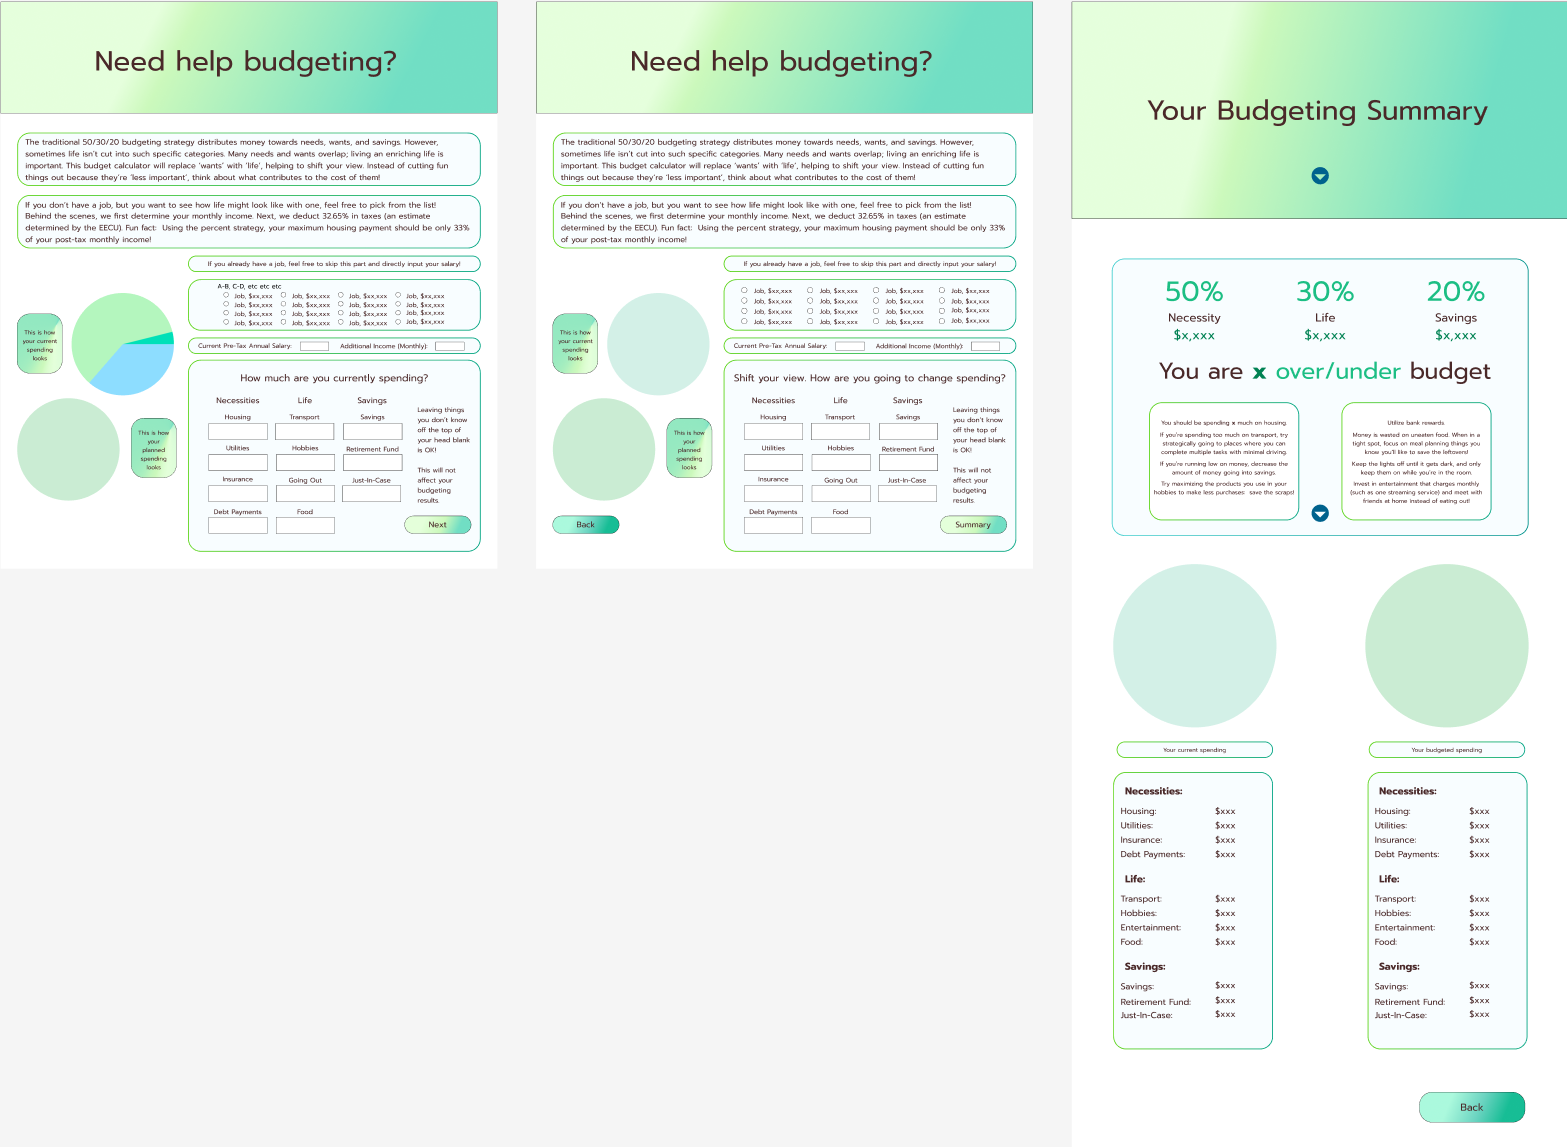 Need help budgeting?
The traditional 50/30/20 budgeting strategy distributes money towards needs, wants, and savings. However,
sometimes life isn't cut into such specific categories. Many needs and wants overlap; living an enriching life is
important. This budget calculator will replace 'wants' with 'life', helping to shift your view. Instead of cutting fun
things out because they're 'less important', think about what contributes to the cost of them!
If you don't have a job, but you want to see how life might look like with one, feel free to pick from the list!
Behind the scenes, we first determine your monthly income. Next, we deduct 32.65% in taxes (an estimate
determined by the EECU). Fun fact: Using the percent strategy, your maximum housing payment should be only 33%
of your post-tax monthly income!
If you already have a job, feel free to skip this part and directly input your salary!
A-B, C-D, etc etc etc
Job, $xx,xxx Job, $xx,xxx Job, $xx,xxx Job, $xx,xxx
Job, $xx,xxx Job, $xx,xxx Job, $xx,xxx Job, $xx,xxx
Job, $xx,xxx Job, $xx,xxx Job, $xx,xxx Job, $xx,xxx
Job, $xx,xxx Job, $xx,xxx Job, $xx,xxx Job, $xx,xxx
This is how
your current
spending
looks
Current Pre-Tax Annual Salary: Additional Income (Monthly):
How much are you currently spending?
Necessities Life Savings
Housing Transport Savings
Utilities Hobbies Retirement Fund
Insurance Going Out Just-In-Case
Debt Payments Food
Leaving things
you don't know
off the top of
your head blank
is OK!
This will not
affect your
budgeting
results.
This is how
your
planned
spending
looks
Next
Need help budgeting?
The traditional 50/30/20 budgeting strategy distributes money towards needs, wants, and savings. However,
sometimes life isn't cut into such specific categories. Many needs and wants overlap; living an enriching life is
important. This budget calculator will replace 'wants' with 'life', helping to shift your view. Instead of cutting fun
things out because they're 'less important', think about what contributes to the cost of them!
If you don't have a job, but you want to see how life might look like with one, feel free to pick from the list!
Behind the scenes, we first determine your monthly income. Next, we deduct 32.65% in taxes (an estimate
determined by the EECU). Fun fact: Using the percent strategy, your maximum housing payment should be only 33%
of your post-tax monthly income!
If you already have a job, feel free to skip this part and directly input your salary!
Job, $xx,xxx Job, $xx,xxx Job, $xx,xxx Job, $xx,xxx
Job, $xx,xxx Job, $xx,xxx Job, $xx,xxx Job, $xx,xxx
Job, $xx,xxx Job, $xx,xxx Job, $xx,xxx Job, $xx,xxx
Job, $xx,xxx Job, $xx,xxx Job, $xx,xxx Job, $xx,xxx
This is how
your current
spending
looks
Current Pre-Tax Annual Salary: Additional Income (Monthly):
Shift your view. How are you going to change spending?
Necessities Life Savings
Housing Transport Savings
Utilities Hobbies Retirement Fund
Insurance Going Out Just-In-Case
Debt Payments Food
Leaving things
you don't know
off the top of
your head blank
is OK!
This will not
affect your
budgeting
results.
This is how
your
planned
spending
looks
Back
Summary
Your Budgeting Summary
50% 30% 20%
Necessity Life Savings
$x,xxx $x,xxx $x,xxx
You are x over/under budget
You should be spending x much on housing.
If you're spending too much on transport, try
strategically going to places where you can
complete multiple tasks with minimal driving.
If you're running low on money, decrease the
amount of money going into savings.
Try maximizing the products you use in your
hobbies to make less purchases: save the scraps!
Utilize bank rewards.
Money is wasted on uneaten food. When in a
tight spot, focus on meal planning things you
know you'll like to save the leftovers!
Keep the lights off until it gets dark, and only
keep them on while you're in the room.
Invest in entertainment that charges monthly
(such as one streaming service) and meet with
friends at home instead of eating out!
Your current spending
Your budgeted spending
Necessities:
Housing: $xxx
Utilities: $xxx
Insurance: $xxx
Debt Payments: $xxx
Life:
Transport: $xxx
Hobbies: $xxx
Entertainment: $xxx
Food: $xxx
Savings:
Savings: $xxx
Retirement Fund: $xxx
Just-In-Case: $xxx
Necessities:
Housing: $xxx
Utilities: $xxx
Insurance: $xxx
Debt Payments: $xxx
Life:
Transport: $xxx
Hobbies: $xxx
Entertainment: $xxx
Food: $xxx
Savings:
Savings: $xxx
Retirement Fund: $xxx
Just-In-Case: $xxx
Back